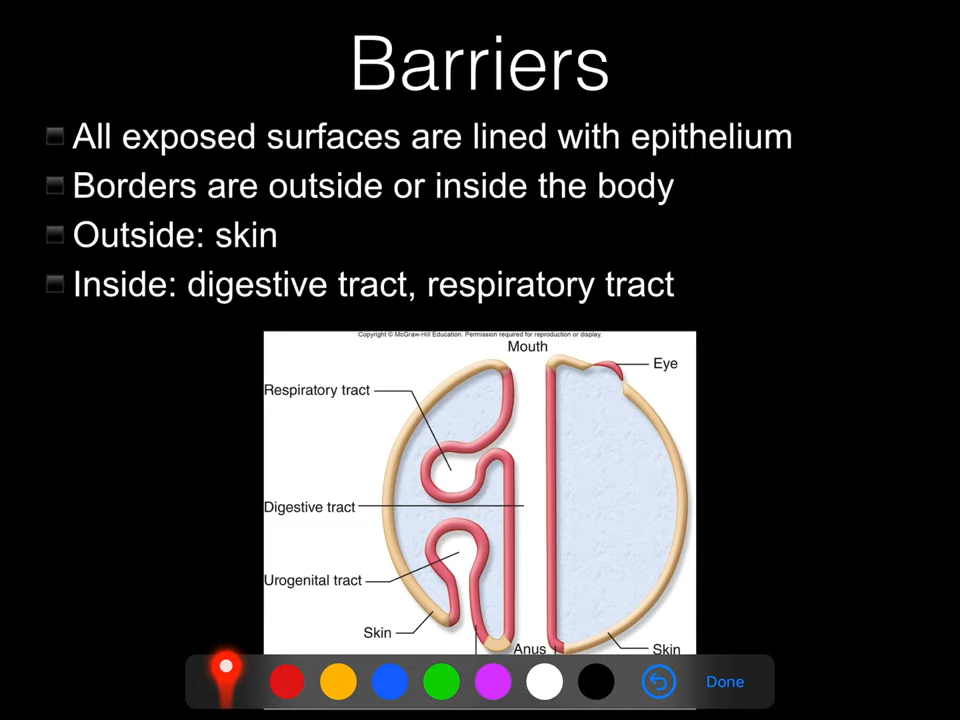 Barriers
All exposed surfaces are lined with epithelium
Borders are outside or inside the body
Outside: skin
Inside: digestive tract, respiratory tract
Copyright © McGraw-Hill Education. Permission required for reproduction or display.
Mouth
Eye
Respiratory tract
Digestive tract
Urogenital tract
Skin
Anus
Skin
Done